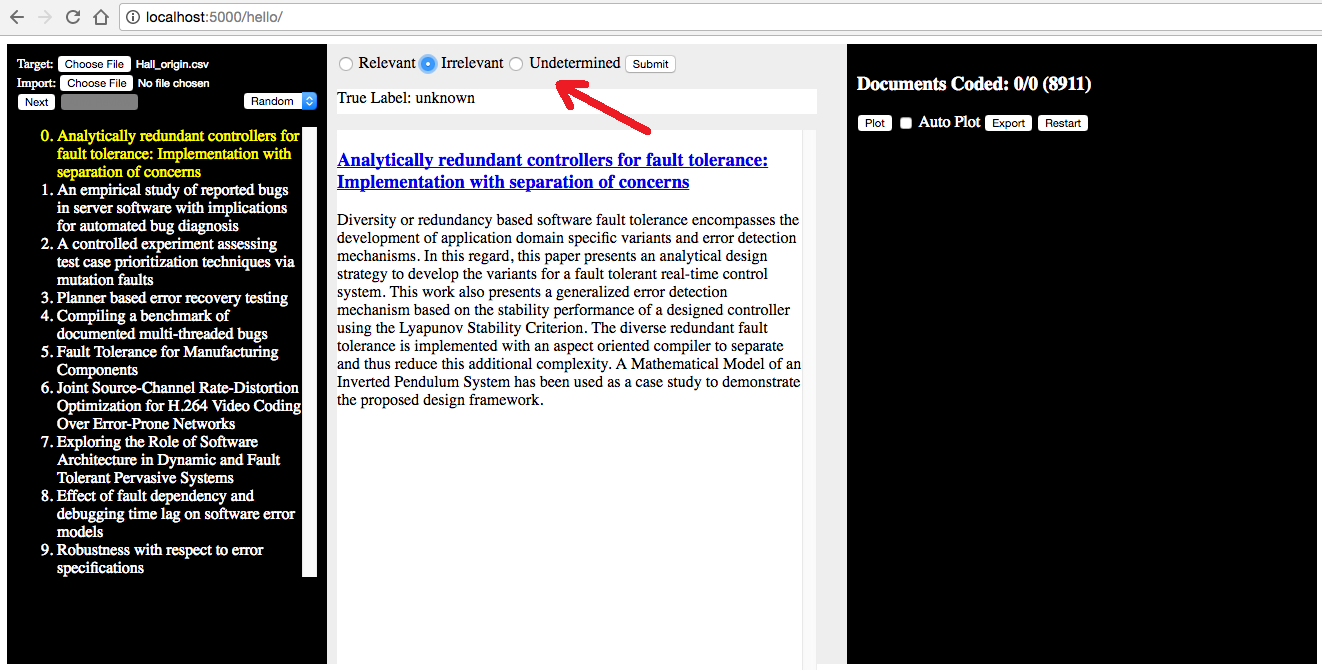 localhost:5000/hello/
Target: Choose File Hall_origin.csv
Import: Choose File No file chosen
Next Random
0. Analytically redundant controllers for
fault tolerance: Implementation with
separation of concerns
1. An empirical study of reported bugs
in server software with implications
for automated bug diagnosis
2. A controlled experiment assessing
test case prioritization techniques via
mutation faults
3. Planner based error recovery testing
4. Compiling a benchmark of
documented multi-threaded bugs
5. Fault Tolerance for Manufacturing
Components
6. Joint Source-Channel Rate-Distortion
Optimization for H.264 Video Coding
Over Error-Prone Networks
7. Exploring the Role of Software
Architecture in Dynamic and Fault
Tolerant Pervasive Systems
8. Effect of fault dependency and
debugging time lag on software error
models
9. Robustness with respect to error
specifications
Relevant Irrelevant Undetermined Submit
True Label: unknown
Analytically redundant controllers for fault tolerance:
Implementation with separation of concerns
Diversity or redundancy based software fault tolerance encompasses the
development of application domain specific variants and error detection
mechanisms. In this regard, this paper presents an analytical design
strategy to develop the variants for a fault tolerant real-time control
system. This work also presents a generalized error detection
mechanism based on the stability performance of a designed controller
using the Lyapunov Stability Criterion. The diverse redundant fault
tolerance is implemented with an aspect oriented compiler to separate
and thus reduce this additional complexity. A Mathematical Model of an
Inverted Pendulum System has been used as a case study to demonstrate
the proposed design framework.
Documents Coded: 0/0 (8911)
Plot Auto Plot Export Restart